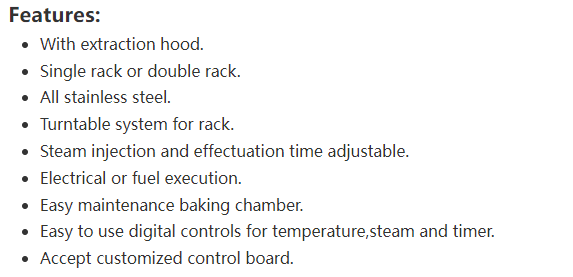 Features:
With extraction hood.
Single rack or double rack.
All stainless steel.
Turntable system for rack.
Steam injection and effectuation time adjustable.
Electrical or fuel execution.
Easy maintenance baking chamber.
Easy to use digital controls for temperature,steam and timer.
Accept customized control board.